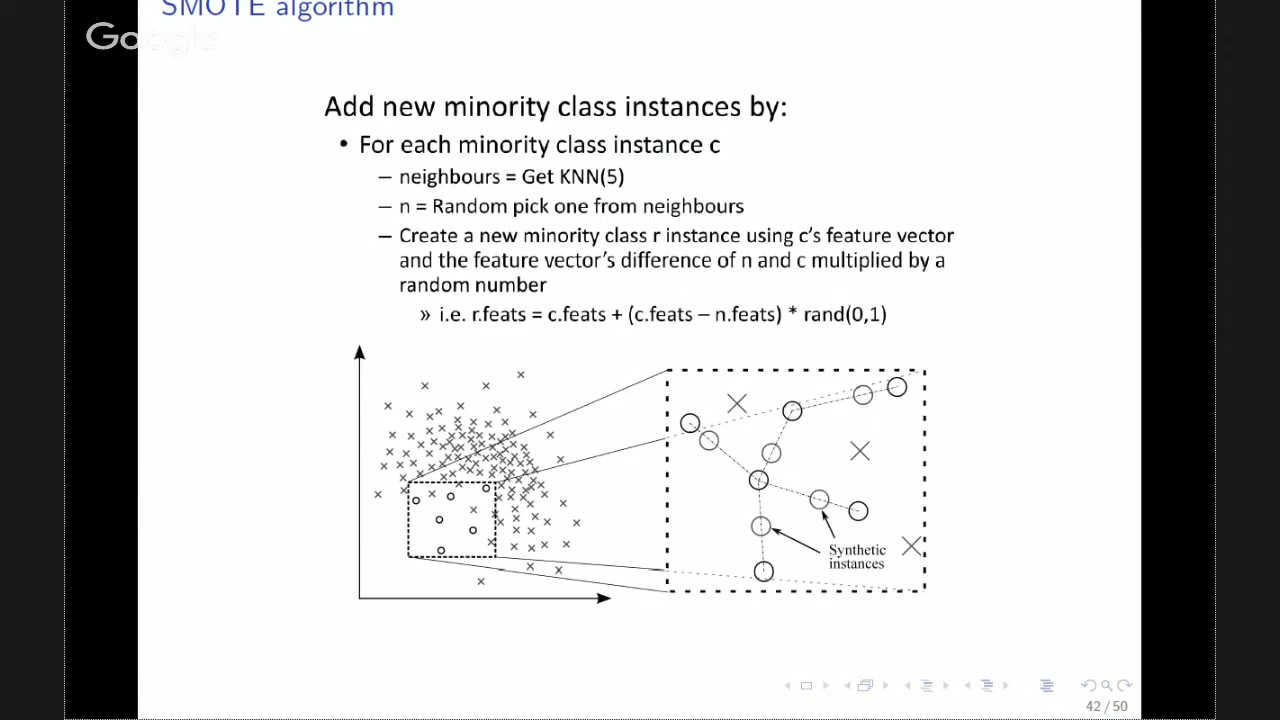 SMOTE algorithm
Google
Add new minority class instances by:
• For each minority class instance c
– neighbours = Get KNN(5)
– n = Random pick one from neighbours
– Create a new minority class r instance using c’s feature vector
and the feature vector’s difference of n and c multiplied by a
random number
» i.e. r.feats = c.feats + (c.feats – n.feats) * rand(0,1)
Synthetic
instances
42 / 50